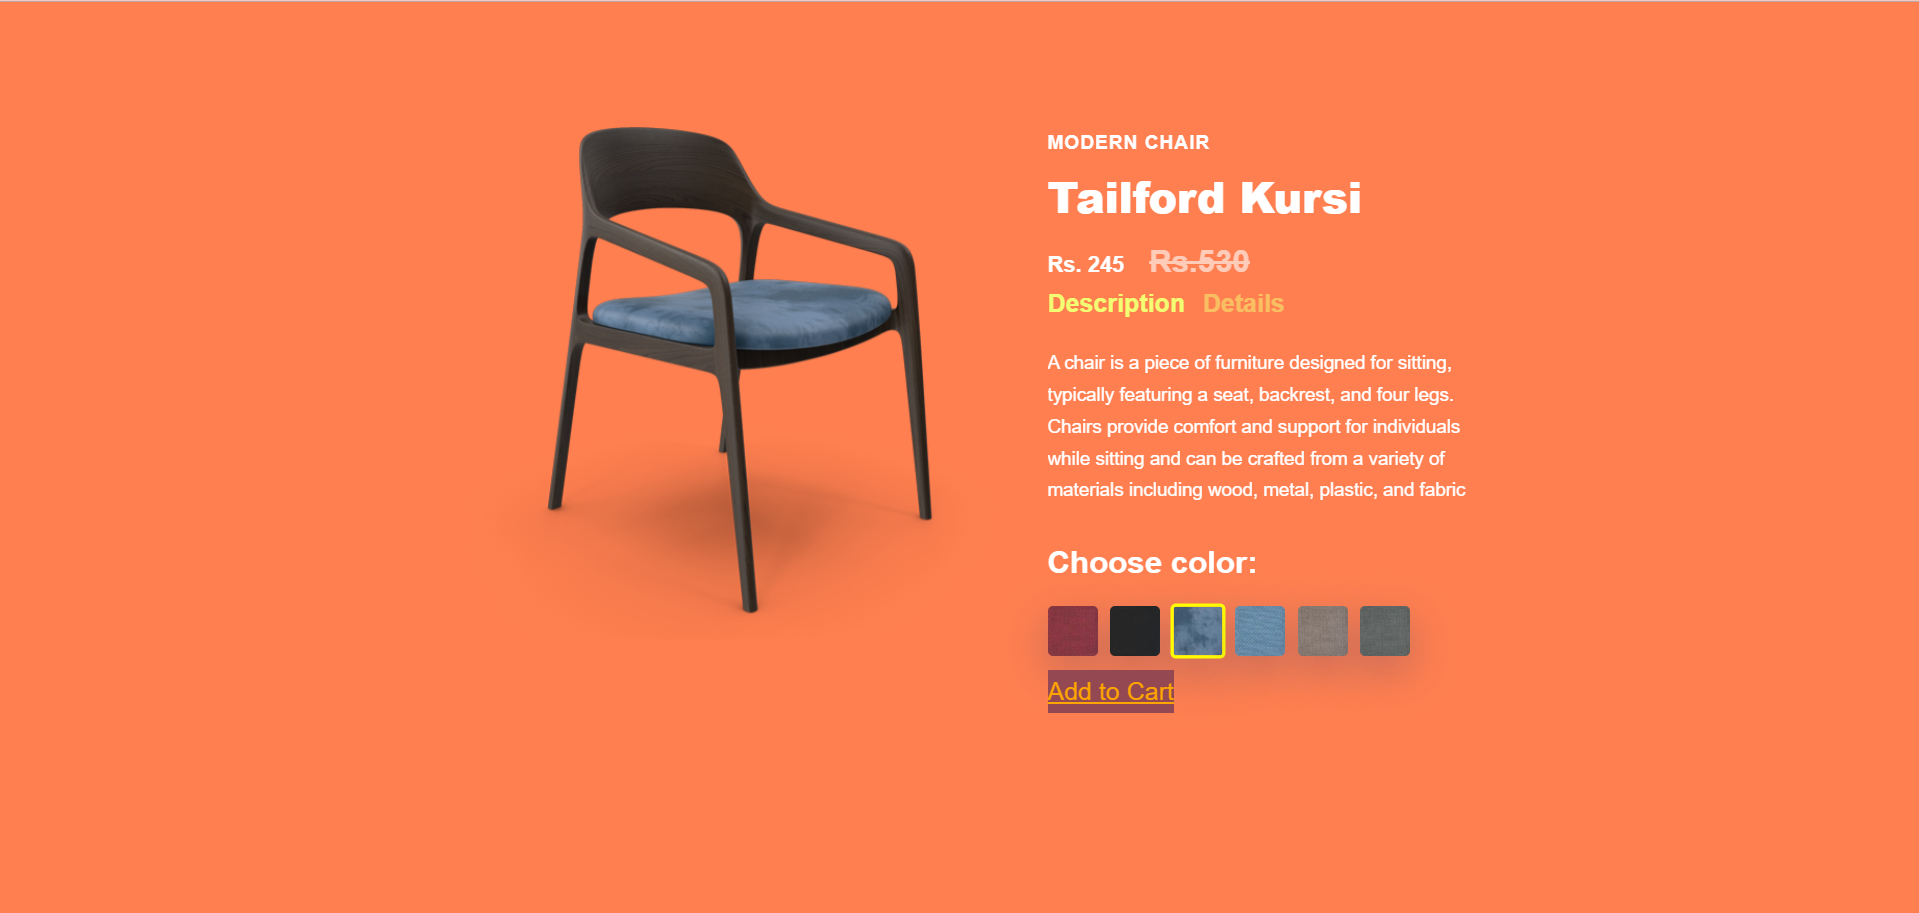 MODERN CHAIR
Tailford Kursi
Rs. 245 Rs.530
Description Details
A chair is a piece of furniture designed for sitting,
typically featuring a seat, backrest, and four legs.
Chairs provide comfort and support for individuals
while sitting and can be crafted from a variety of
materials including wood, metal, plastic, and fabric
Choose color:
Add to Cart